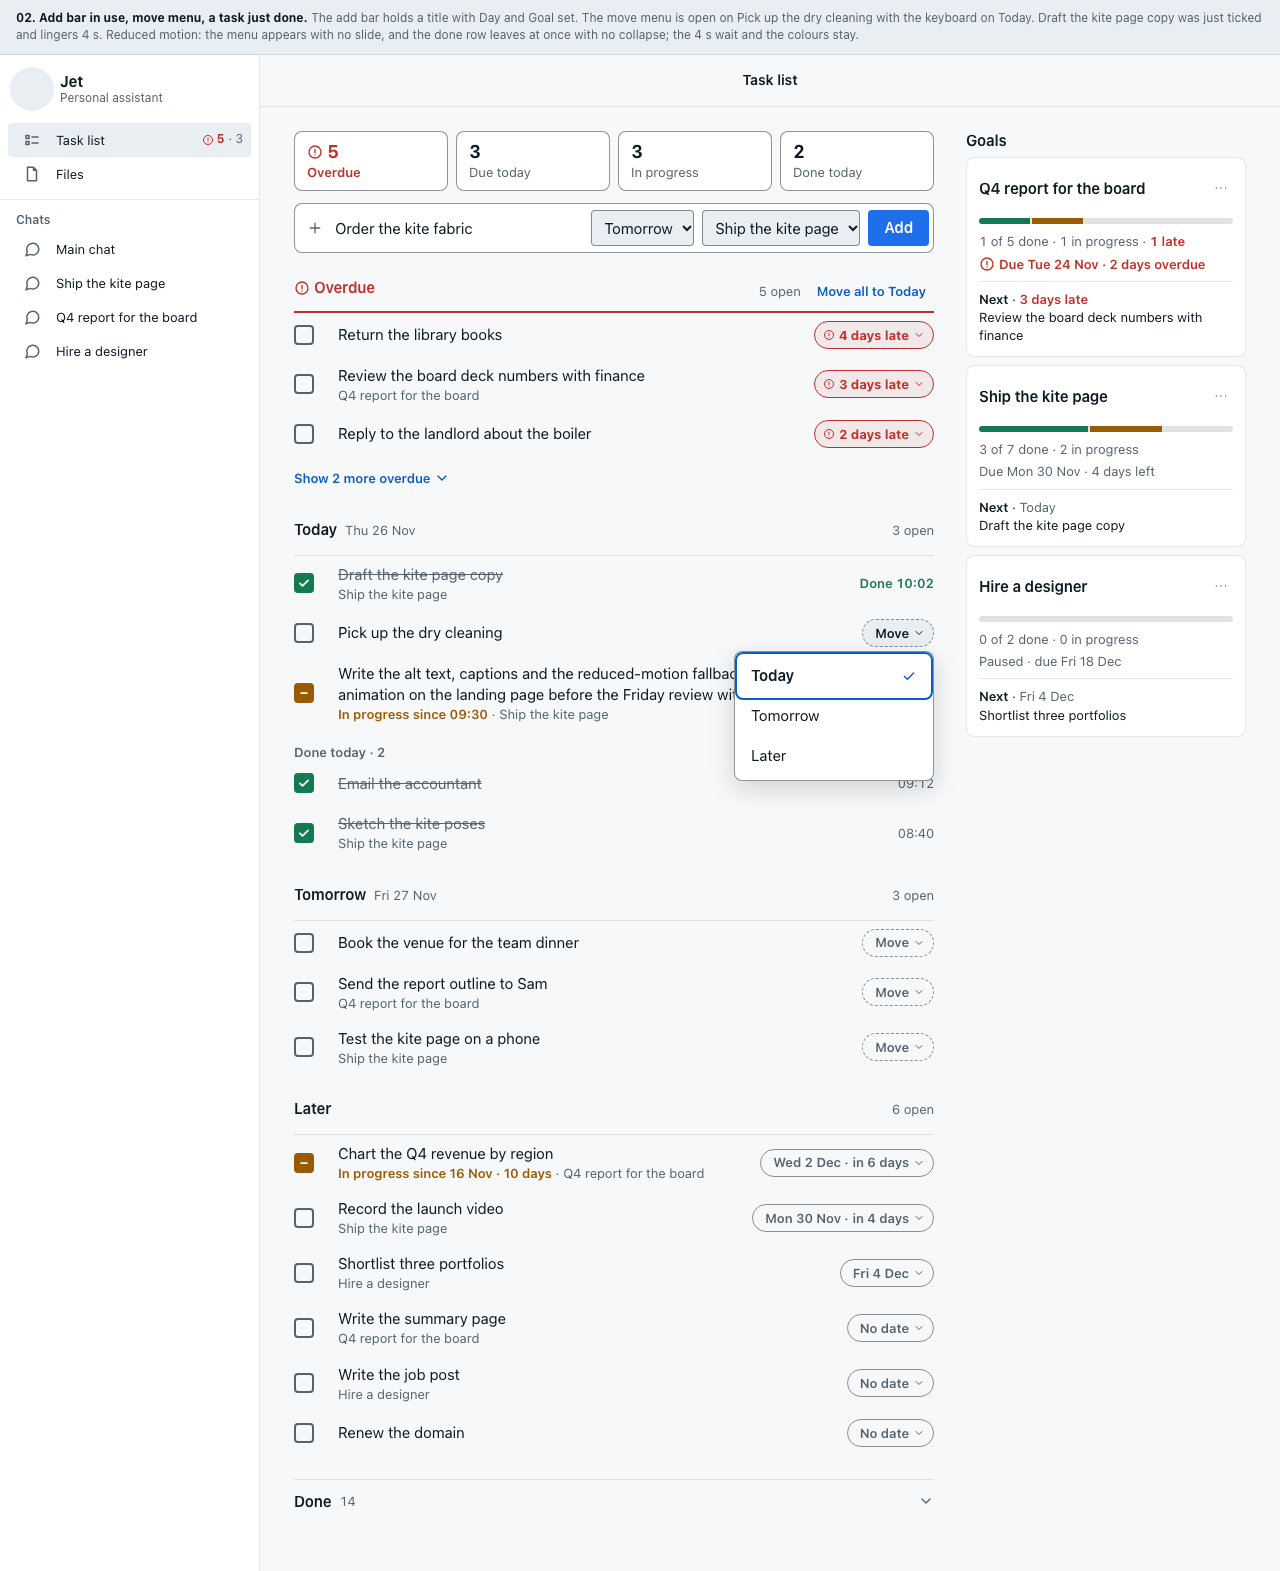 02. Add bar in use, move menu, a task just done. The add bar holds a title with Day and Goal set. The move menu is open on Pick up the dry cleaning with the keyboard on Today. Draft the kite page copy was just ticked
and lingers 4 s. Reduced motion: the menu appears with no slide, and the done row leaves at once with no collapse; the 4 s wait and the colours stay.
Jet
Personal assistant
Task list 5 · 3
Files
Chats
Main chat
Ship the kite page
Q4 report for the board
Hire a designer
Task list
5
Overdue
3
Due today
3
In progress
2
Done today
Order the kite fabric Tomorrow Ship the kite page Add
Overdue 5 open Move all to Today
Return the library books 4 days late
Review the board deck numbers with finance
Q4 report for the board
3 days late
Reply to the landlord about the boiler 2 days late
Show 2 more overdue
Today Thu 26 Nov 3 open
Draft the kite page copy
Ship the kite page
Done 10:02
Pick up the dry cleaning Move
Write the alt text, captions and the reduced-motion
animation on the landing page before the Friday review
In progress since 09:30 · Ship the kite page
Today
Tomorrow
Later
Done today · 2
Email the accountant 09:12
Sketch the kite poses
Ship the kite page
08:40
Tomorrow Fri 27 Nov 3 open
Book the venue for the team dinner Move
Send the report outline to Sam
Q4 report for the board
Move
Test the kite page on a phone
Ship the kite page
Move
Later 6 open
Chart the Q4 revenue by region
In progress since 16 Nov · 10 days · Q4 report for the board
Wed 2 Dec · in 6 days
Record the launch video
Ship the kite page
Mon 30 Nov · in 4 days
Shortlist three portfolios
Hire a designer
Fri 4 Dec
Write the summary page
Q4 report for the board
No date
Write the job post
Hire a designer
No date
Renew the domain No date
Done 14
Goals
Q4 report for the board ···
1 of 5 done · 1 in progress · 1 late
Due Tue 24 Nov · 2 days overdue
Next · 3 days late
Review the board deck numbers with
finance
Ship the kite page ···
3 of 7 done · 2 in progress
Due Mon 30 Nov · 4 days left
Next · Today
Draft the kite page copy
Hire a designer ···
0 of 2 done · 0 in progress
Paused · due Fri 18 Dec
Next · Fri 4 Dec
Shortlist three portfolios